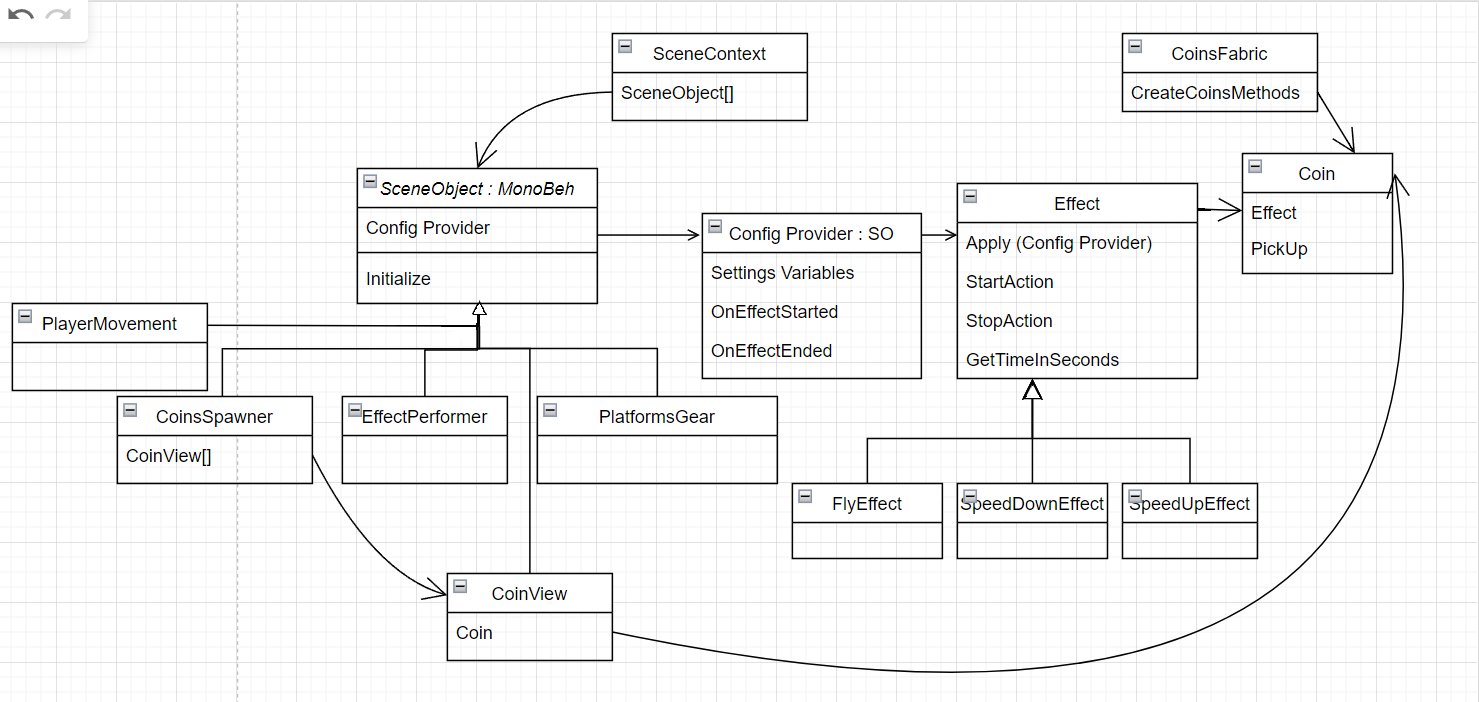 SceneContext
SceneObject[]
CoinsFabric
CreateCoinsMethods
SceneObject : MonoBeh
Config Provider
Initialize
Config Provider : SO
Settings Variables
OnEffectStarted
OnEffectEnded
Effect
Apply (Config Provider)
StartAction
StopAction
GetTimeInSeconds
Coin
Effect
PickUp
PlayerMovement
CoinsSpawner
CoinView[]
EffectPerformer
PlatformsGear
FlyEffect
SpeedDownEffect
SpeedUpEffect
CoinView
Coin